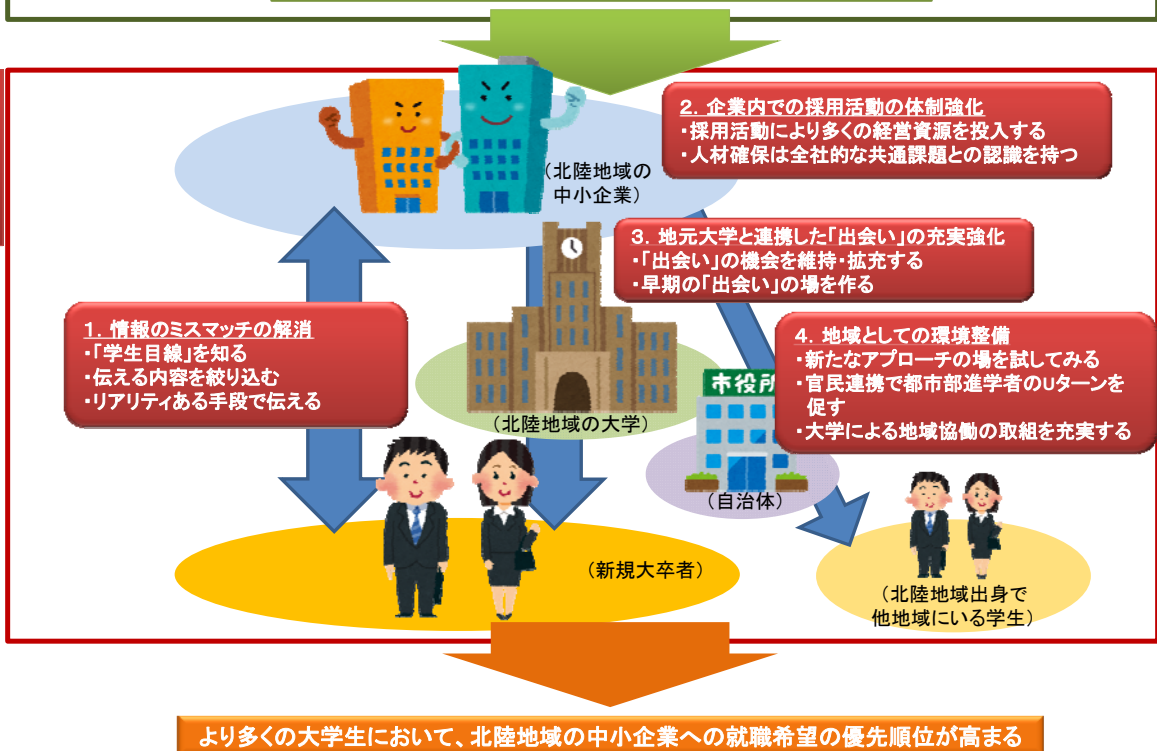 2．企業内での採用活動の体制強化
・採用活動により多くの経営資源を投入する
・人材確保は全社的な共通課題との認識を持つ
（北陸地域の
中小企業）
3．地元大学と連携した「出会い」の充実強化
・「出会い」の機会を維持・拡充する
・早期の「出会い」の場を作る
1．情報のミスマッチの解消
・「学生目線」を知る
・伝える内容を絞り込む
・リアリティある手段で伝える
4．地域としての環境整備
・新たなアプローチの場を試してみる
・官民連携で都市部進学者のUターンを
促す
・大学による地域協働の取組を充実する
市役所
（北陸地域の大学）
（自治体）
（新規大卒者）
（北陸地域出身で
他地域にいる学生）
より多くの大学生において、北陸地域の中小企業への就職希望の優先順位が高まる